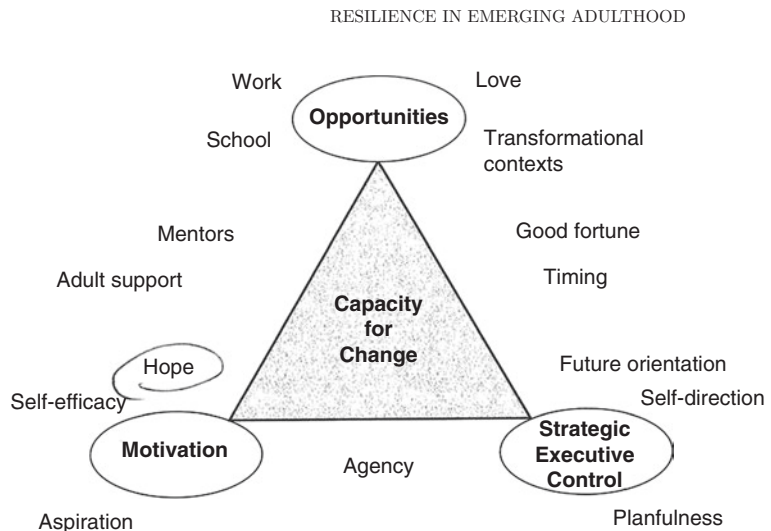 RESILIENCE IN EMERGING ADULTHOOD
Work
Love
Opportunities
School
Transformational
contexts
Mentors
Good fortune
Adult support
Timing
Capacity
for
Change
Hope
Future orientation
Self-efficacy
Self-direction
Motivation
Strategic
Executive
Control
Agency
Aspiration
Planfulness